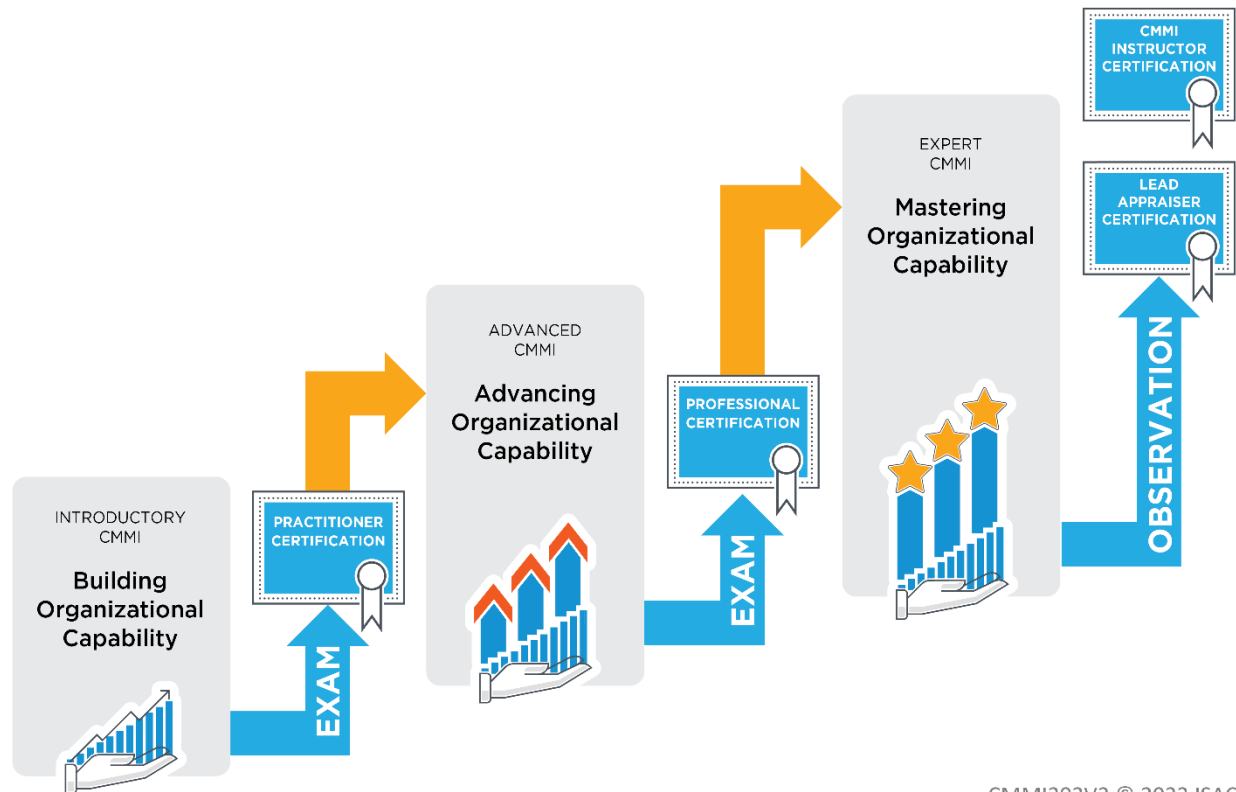 INTRODUCTORY
CMMI
Building
Organizational
Capability
EXAM
PRACTITIONER
CERTIFICATION
ADVANCED
CMMI
Advancing
Organizational
Capability
EXAM
PROFESSIONAL
CERTIFICATION
EXPERT
CMMI
Mastering
Organizational
Capability
OBSERVATION
LEAD
APPRAISER
CERTIFICATION
CMMI
INSTRUCTOR
CERTIFICATION